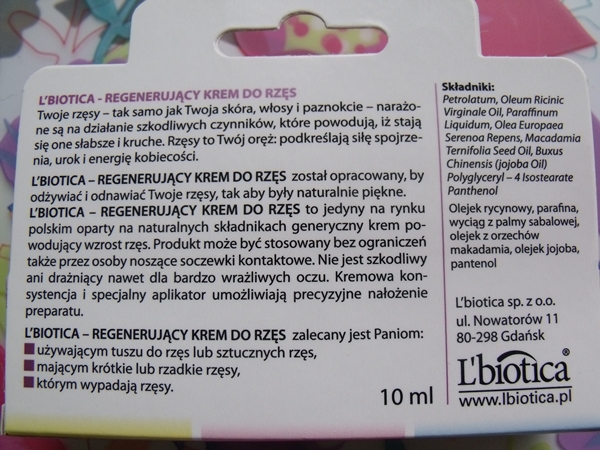 L'BIOTICA - REGENERUJĄCY KREM DO RZĘS
Twoje rzęsy – tak samo jak Twoja skóra, włosy i paznokcie – narażo-
ne są na działanie szkodliwych czynników, które powodują, iż stają
się one słabsze i kruche. Rzęsy to Twój oręż: podkreślają siłę spojrze-
nia, urok i energię kobiecości.
L'BIOTICA – REGENERUJĄCY KREM DO RZĘS został opracowany, by
odżywiać i odnawiać Twoje rzęsy, tak aby były naturalnie piękne.
L'BIOTICA – REGENERUJĄCY KREM DO RZĘS to jedyny na rynku
polskim oparty na naturalnych składnikach generyczny krem po-
wodujący wzrost rzęs. Produkt może być stosowany bez ograniczeń
także przez osoby noszące soczewki kontaktowe. Nie jest szkodliwy
ani drażniący nawet dla bardzo wrażliwych oczu. Kremowa kon-
systencja i specjalny aplikator umożliwiają precyzyjne nałożenie
preparatu.
L'BIOTICA – REGENERUJĄCY KREM DO RZĘS zalecany jest Paniom:
używającym tuszu do rzęs lub sztucznych rzęs,
mającym krótkie lub rzadkie rzęsy,
którym wypadają rzęsy.
10 ml
Składniki:
Petrolatum, Oleum Ricinic
Virginale Oil, Paraffinum
Liquidum, Olea Europaea
Serenoa Repens, Macadamia
Ternifolia Seed Oil, Buxus
Chinensis (jojoba Oil)
Polyglyceryl – 4 Isostearate
Panthenol
Olejek rycynowy, parafina,
wyciąg z palmy sabalowej,
olejek z orzechów
makadamia, olejek jojoba,
pantenol
L'biotica sp. z o.o.
ul. Nowatorów 11
80-298 Gdańsk
L'biotica®
www.lbiotica.pl